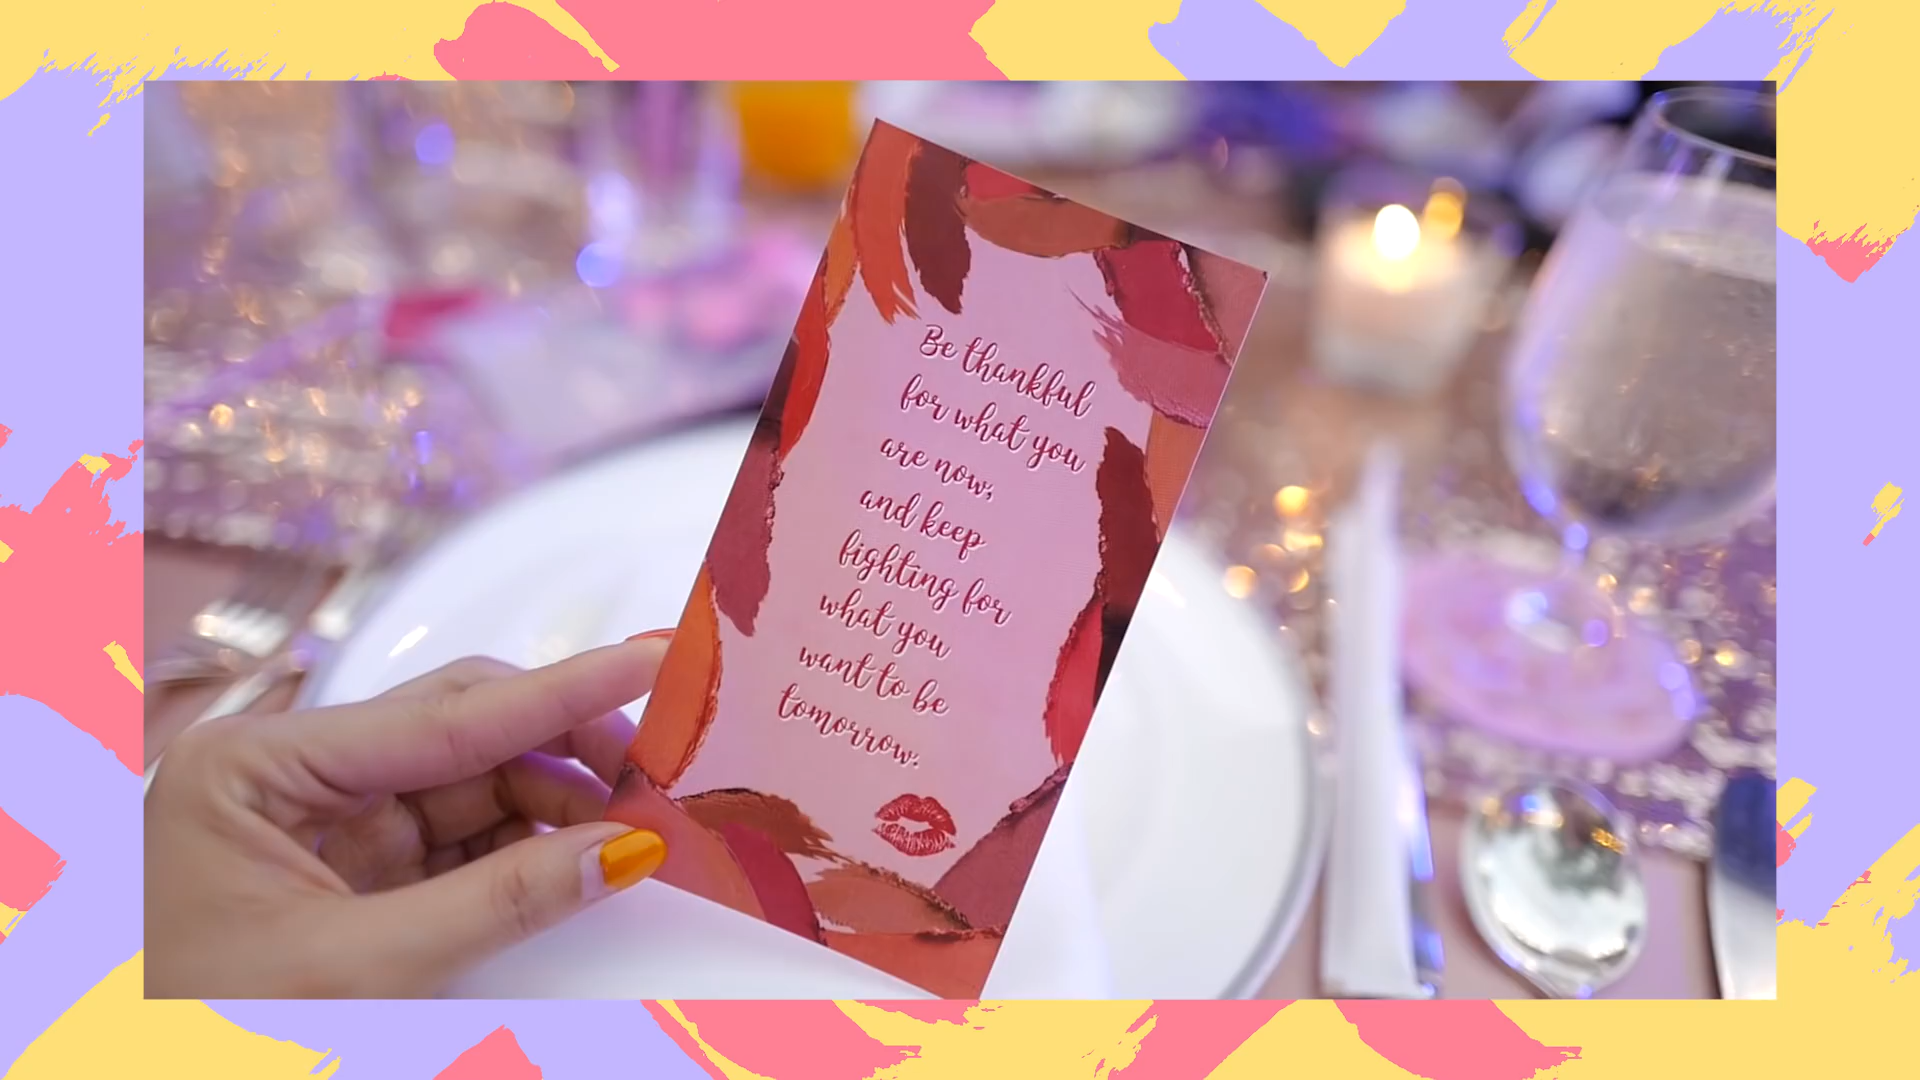 Be thankful
for what you
are now,
and keep
fighting for
what you
want to be
tomorrow.